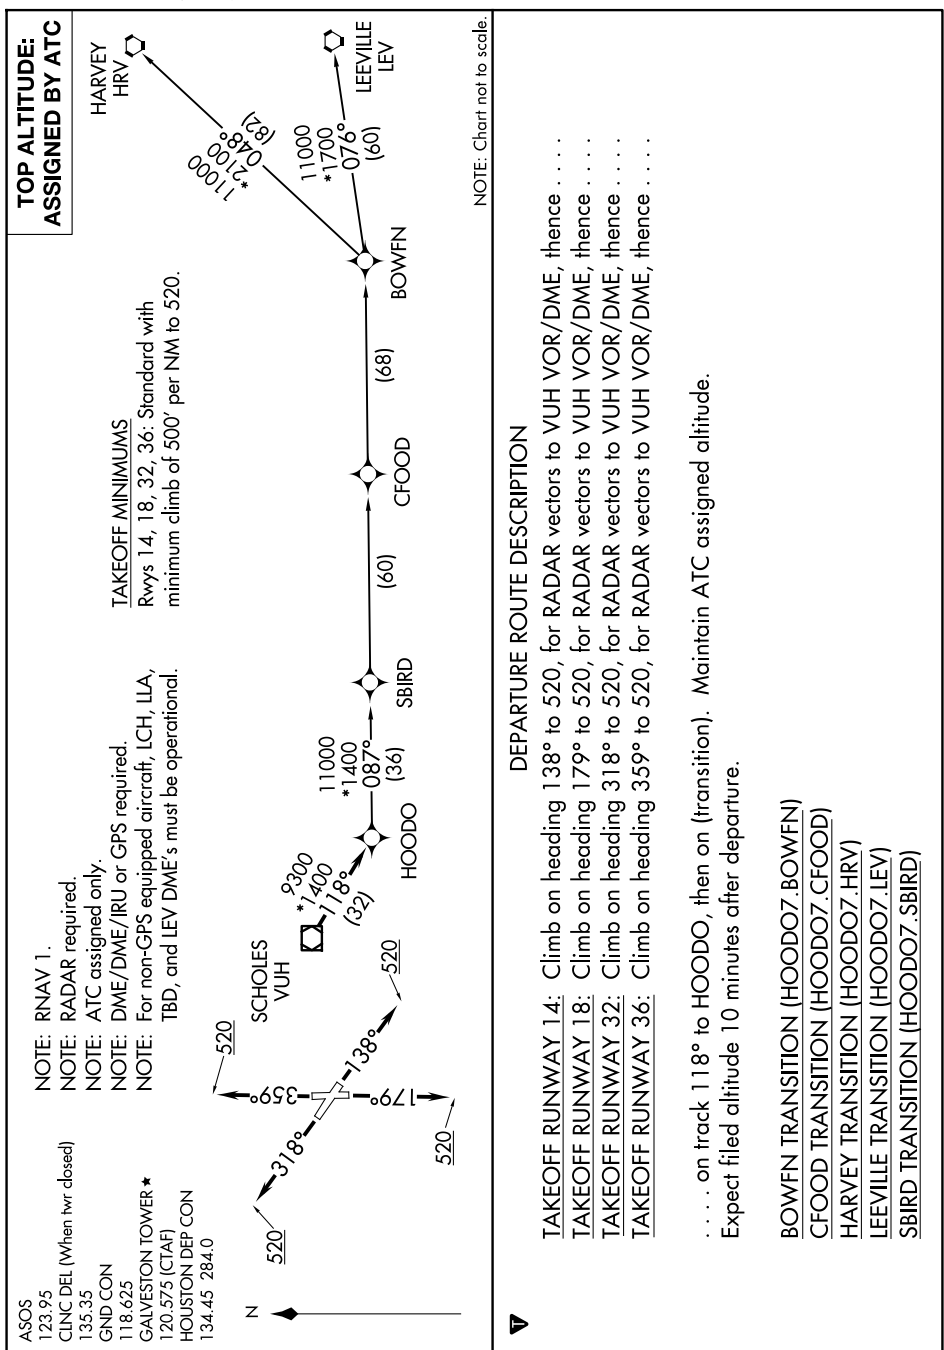 TOP ALTITUDE:
ASSIGNED BY ATC
ASOS
123.95
CLNC DEL (When twr closed)
135.35
GND CON
118.625
GALVESTON TOWER ★
120.575 (CTAF)
HOUSTON DEP CON
134.45 284.0
NOTE: RNAV 1.
NOTE: RADAR required.
NOTE: ATC assigned only.
NOTE: DME/DME/IRU or GPS required.
NOTE: For non-GPS equipped aircraft, LCH, LLA,
TBD, and LEV DME's must be operational.
TAKEOFF MINIMUMS
Rwys 14, 18, 32, 36: Standard with
minimum climb of 500' per NM to 520.
HARVEY
HRV
11000
*2100
048°
(82)
LEEVILLE
LEV
11000
*1700
076°
(60)
BOWFN
(68)
CFOOD
(60)
SBIRD
11000
*1400
087°
(36)
HOODO
9300
*1400
118°
(32)
SCHOLES
VUH
520
359°
138°
520
318°
520
179°
520
N
NOTE: Chart not to scale.
DEPARTURE ROUTE DESCRIPTION
TAKEOFF RUNWAY 14: Climb on heading 138° to 520, for RADAR vectors to VUH VOR/DME, thence . . . .
TAKEOFF RUNWAY 18: Climb on heading 179° to 520, for RADAR vectors to VUH VOR/DME, thence . . . .
TAKEOFF RUNWAY 32: Climb on heading 318° to 520, for RADAR vectors to VUH VOR/DME, thence . . . .
TAKEOFF RUNWAY 36: Climb on heading 359° to 520, for RADAR vectors to VUH VOR/DME, thence . . . .
. . . . on track 118° to HOODO, then on (transition). Maintain ATC assigned altitude.
Expect filed altitude 10 minutes after departure.
BOWFN TRANSITION (HOODO7.BOWFN)
CFOOD TRANSITION (HOODO7.CFOOD)
HARVEY TRANSITION (HOODO7.HRV)
LEEVILLE TRANSITION (HOODO7.LEV)
SBIRD TRANSITION (HOODO7.SBIRD)
T